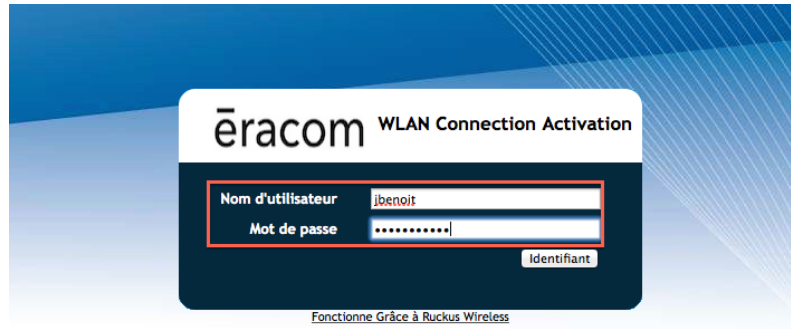 ēracom WLAN Connection Activation
Nom d'utilisateur jbenoit
Mot de passe •••••••••••
Identifiant
Fonctionne Grâce à Ruckus Wireless